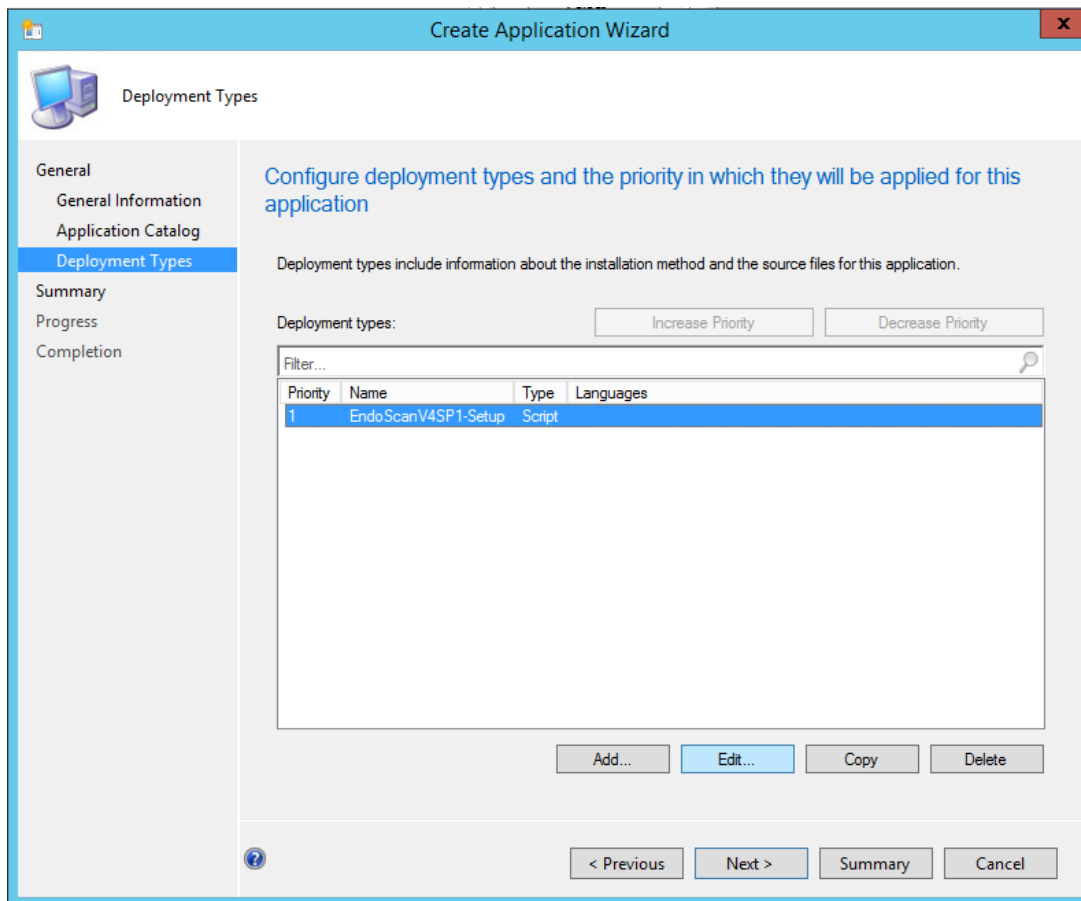 Create Application Wizard
x
Deployment Types
General
General Information
Application Catalog
Deployment Types
Summary
Progress
Completion
Configure deployment types and the priority in which they will be applied for this
application
Deployment types include information about the installation method and the source files for this application.
Deployment types:
Increase Priority
Decrease Priority
Filter...
Priority Name Type Languages
1 EndoScanV4SP1-Setup Script
Add...
Edit...
Copy
Delete
?
< Previous
Next >
Summary
Cancel